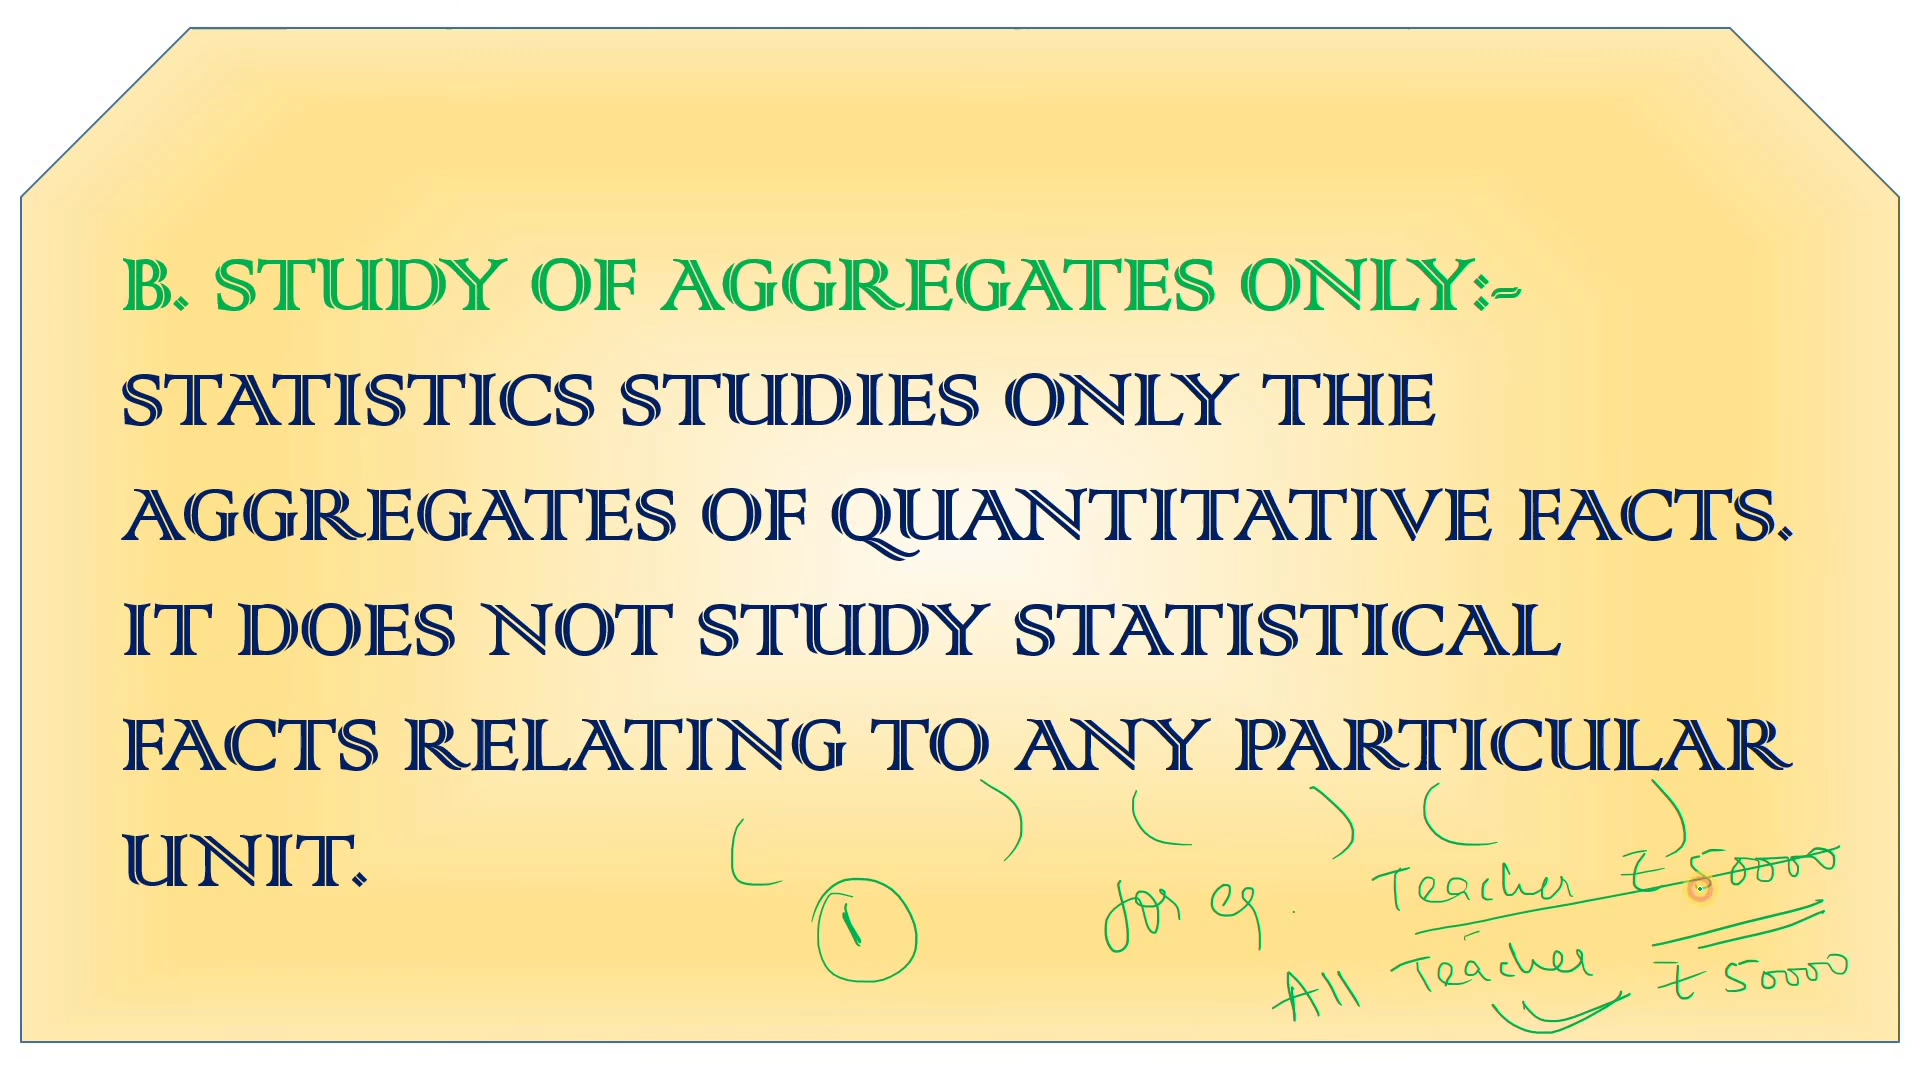 B. STUDY OF AGGREGATES ONLY:-
STATISTICS STUDIES ONLY THE
AGGREGATES OF QUANTITATIVE FACTS.
IT DOES NOT STUDY STATISTICAL
FACTS RELATING TO ANY PARTICULAR
UNIT.
1
for eg. Teacher ₹ 50000
All Teacher ₹ 50000